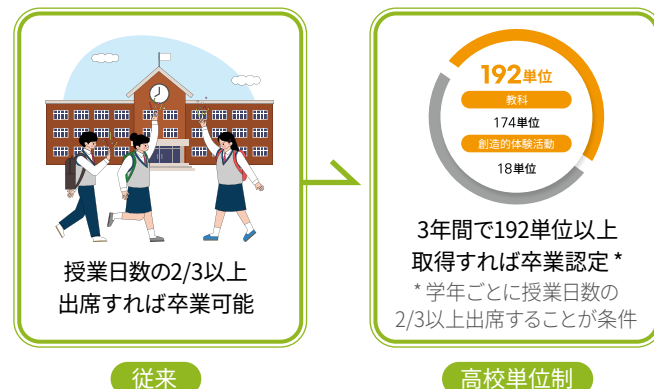 授業日数の2/3以上
出席すれば卒業可能
従来
192単位
教科
174単位
創造的体験活動
18単位
3年間で192単位以上
取得すれば卒業認定 *
* 学年ごとに授業日数の
2/3以上出席することが条件
高校単位制